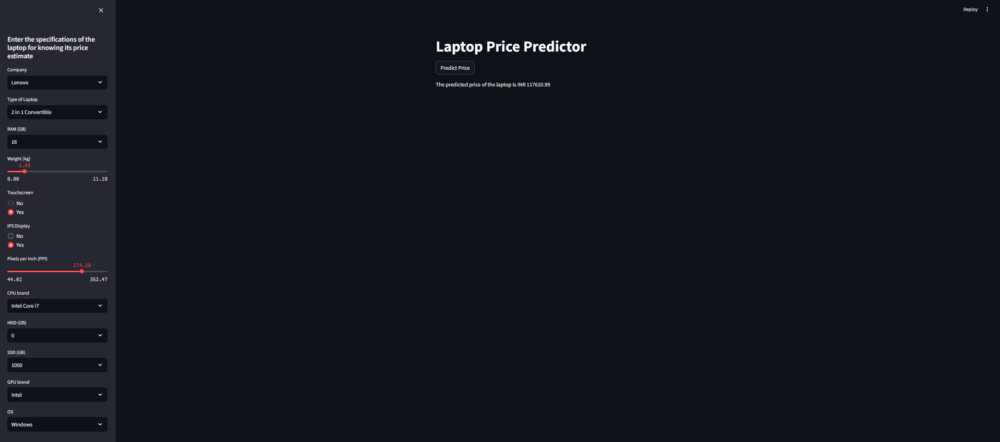 Deploy
Enter the specifications of the
laptop for knowing its price
estimate
Company
Lenovo
Type of Laptop
2 in 1 Convertible
RAM (GB)
16
Weight (kg)
1.93
0.00 11.10
Touchscreen
No
Yes
IPS Display
No
Yes
Pixels per Inch (PPI)
274.29
44.02 352.47
CPU brand
Intel Core i7
HDD (GB)
0
SSD (GB)
1000
GPU brand
Intel
OS
Windows
Laptop Price Predictor
Predict Price
The predicted price of the laptop is INR 117610.99